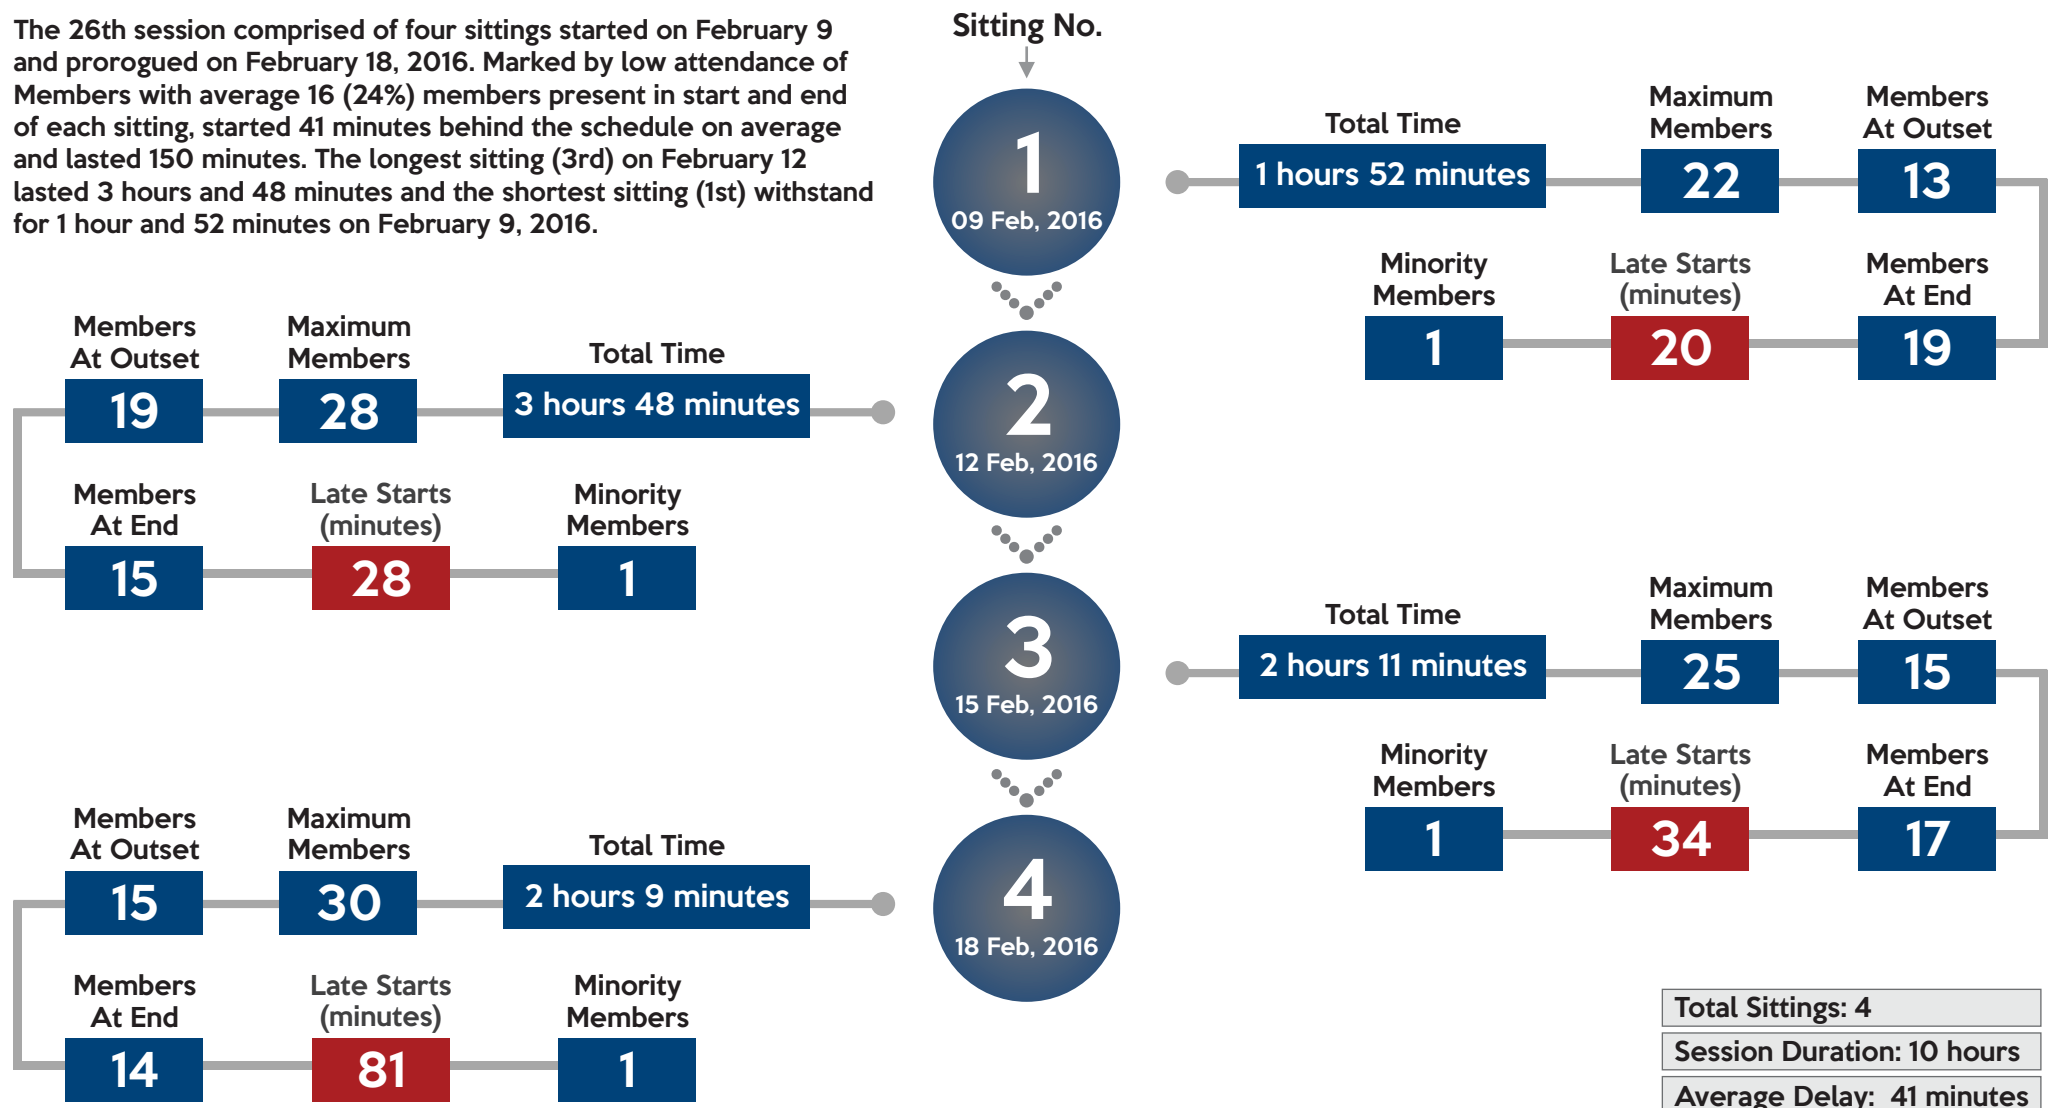 The 26th session comprised of four sittings started on February 9
and prorogued on February 18, 2016. Marked by low attendance of
Members with average 16 (24%) members present in start and end
of each sitting, started 41 minutes behind the schedule on average
and lasted 150 minutes. The longest sitting (3rd) on February 12
lasted 3 hours and 48 minutes and the shortest sitting (1st) withstand
for 1 hour and 52 minutes on February 9, 2016.
Sitting No.
1
09 Feb, 2016
Total Time
1 hours 52 minutes
Maximum
Members
22
Members
At Outset
13
Minority
Members
1
Late Starts
(minutes)
20
Members
At End
19
2
12 Feb, 2016
Members
At Outset
19
Maximum
Members
28
Total Time
3 hours 48 minutes
Members
At End
15
Late Starts
(minutes)
28
Minority
Members
1
3
15 Feb, 2016
Total Time
2 hours 11 minutes
Maximum
Members
25
Members
At Outset
15
Minority
Members
1
Late Starts
(minutes)
34
Members
At End
17
4
18 Feb, 2016
Members
At Outset
15
Maximum
Members
30
Total Time
2 hours 9 minutes
Members
At End
14
Late Starts
(minutes)
81
Minority
Members
1
Total Sittings: 4
Session Duration: 10 hours
Average Delay: 41 minutes